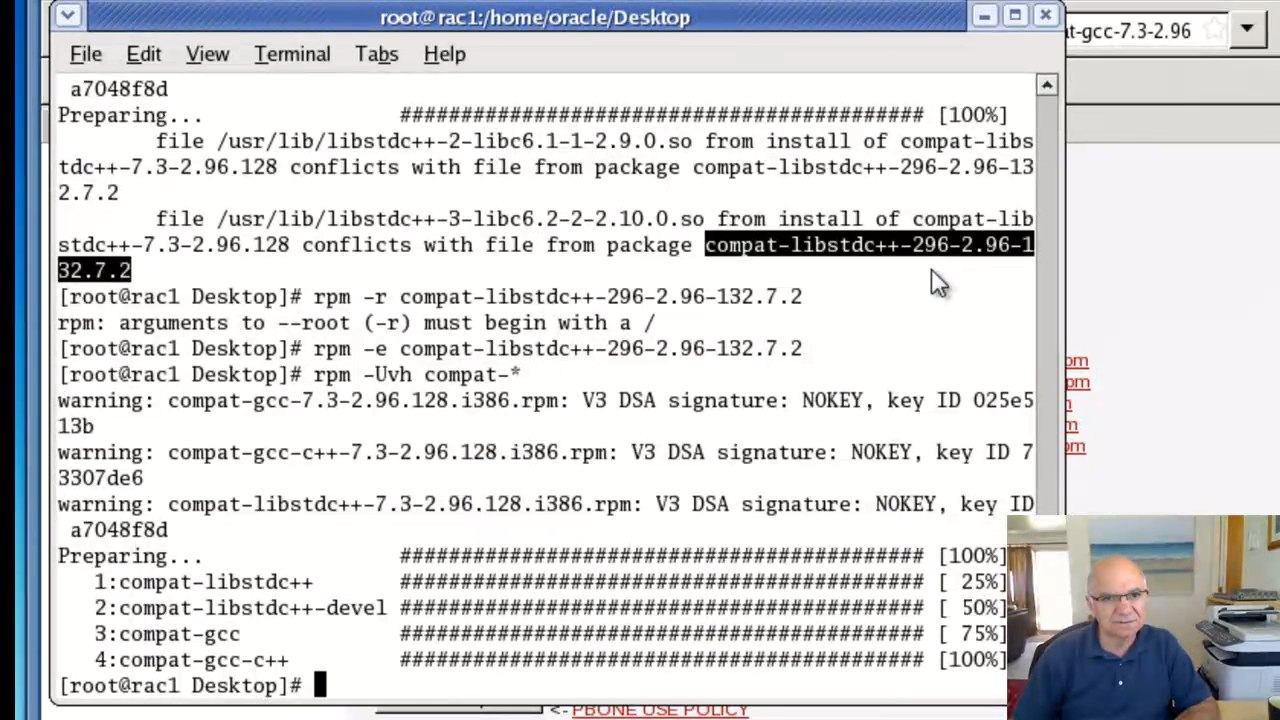 root@rac1:/home/oracle/Desktop
at-gcc-7.3-2.96
File Edit View Terminal Tabs Help
a7048f8d
Preparing... ########################################### [100%]
file /usr/lib/libstdc++-2-libc6.1-1-2.9.0.so from install of compat-libs
tdc++-7.3-2.96.128 conflicts with file from package compat-libstdc++-296-2.96-13
2.7.2
file /usr/lib/libstdc++-3-libc6.2-2-2.10.0.so from install of compat-lib
stdc++-7.3-2.96.128 conflicts with file from package compat-libstdc++-296-2.96-1
32.7.2
[root@rac1 Desktop]# rpm -r compat-libstdc++-296-2.96-132.7.2
rpm: arguments to --root (-r) must begin with a /
[root@rac1 Desktop]# rpm -e compat-libstdc++-296-2.96-132.7.2
[root@rac1 Desktop]# rpm -Uvh compat-*
warning: compat-gcc-7.3-2.96.128.i386.rpm: V3 DSA signature: NOKEY, key ID 025e5
13b
warning: compat-gcc-c++-7.3-2.96.128.i386.rpm: V3 DSA signature: NOKEY, key ID 7
3307de6
warning: compat-libstdc++-7.3-2.96.128.i386.rpm: V3 DSA signature: NOKEY, key ID
a7048f8d
Preparing... ########################################### [100%]
1:compat-libstdc++ ########################################### [ 25%]
2:compat-libstdc++-devel ########################################### [ 50%]
3:compat-gcc ########################################### [ 75%]
4:compat-gcc-c++ ########################################### [100%]
[root@rac1 Desktop]#
om
pm
m
m
pm
<- PBONE USE POLICY